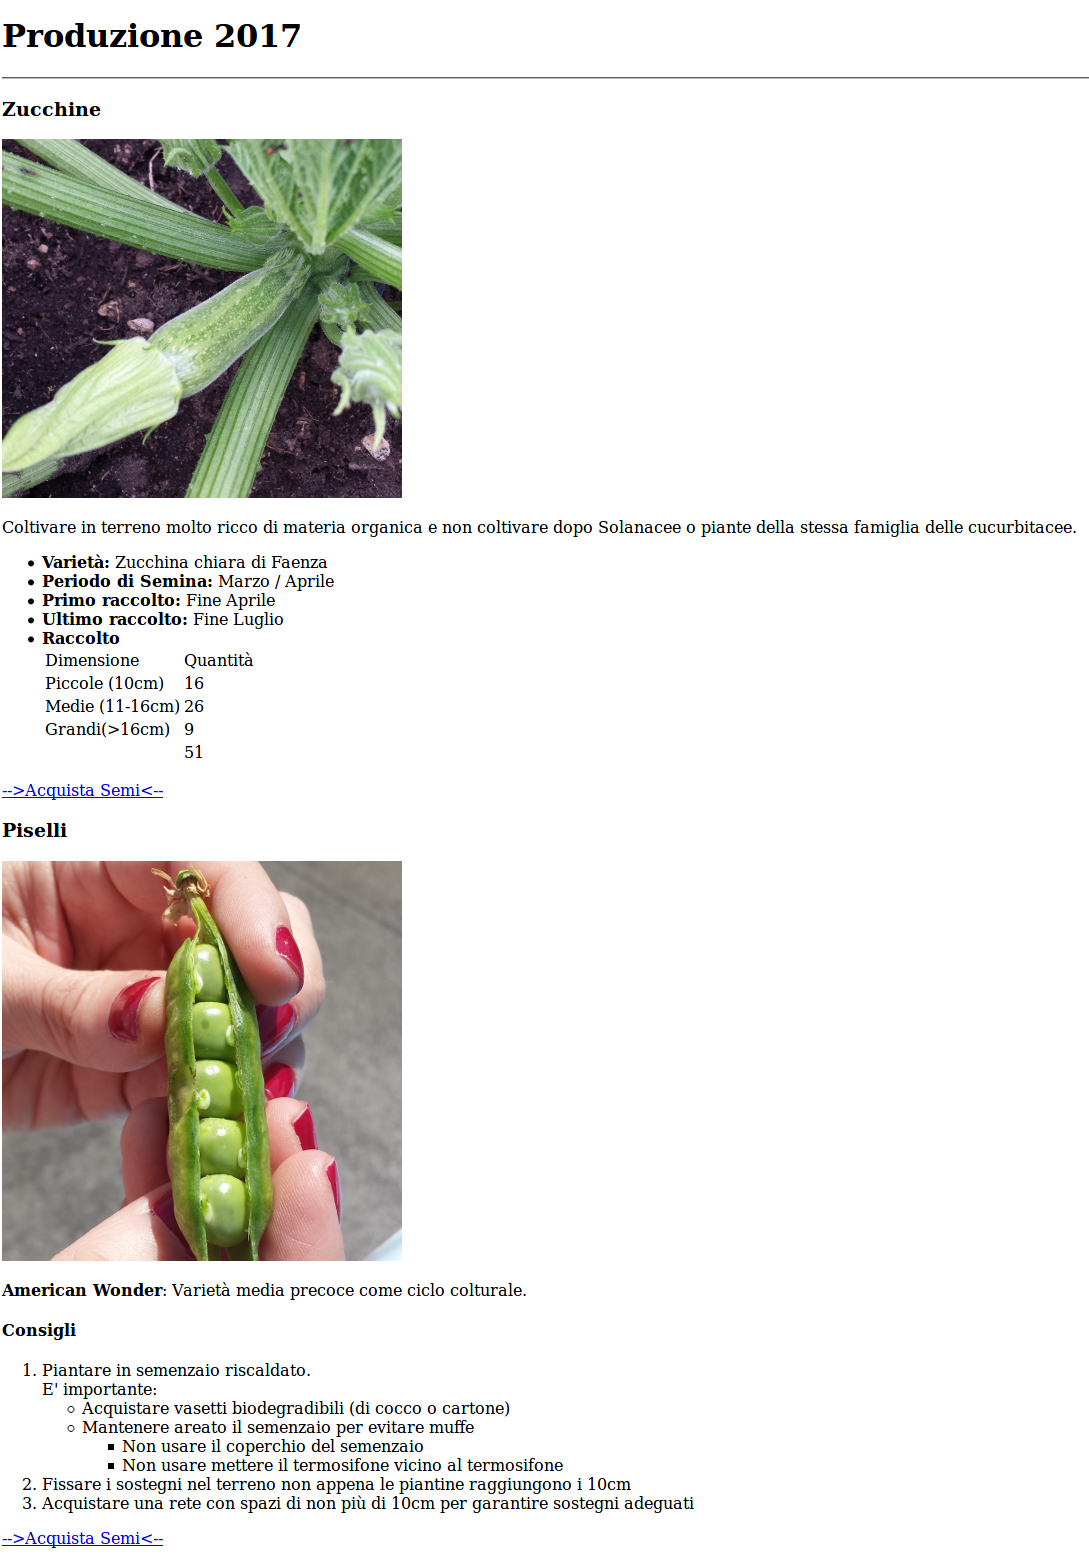 Produzione 2017
Zucchine
Coltivare in terreno molto ricco di materia organica e non coltivare dopo Solanacee o piante della stessa famiglia delle cucurbitacee.
• Varietà: Zucchina chiara di Faenza
• Periodo di Semina: Marzo / Aprile
• Primo raccolto: Fine Aprile
• Ultimo raccolto: Fine Luglio
• Raccolto
Dimensione Quantità
Piccole (10cm) 16
Medie (11-16cm) 26
Grandi(>16cm) 9
51
-->Acquista Semi<--
Piselli
American Wonder: Varietà media precoce come ciclo colturale.
Consigli
1. Piantare in semenzaio riscaldato.
E' importante:
◦ Acquistare vasetti biodegradibili (di cocco o cartone)
◦ Mantenere areato il semenzaio per evitare muffe
▪ Non usare il coperchio del semenzaio
▪ Non usare mettere il termosifone vicino al termosifone
2. Fissare i sostegni nel terreno non appena le piantine raggiungono i 10cm
3. Acquistare una rete con spazi di non più di 10cm per garantire sostegni adeguati
-->Acquista Semi<--